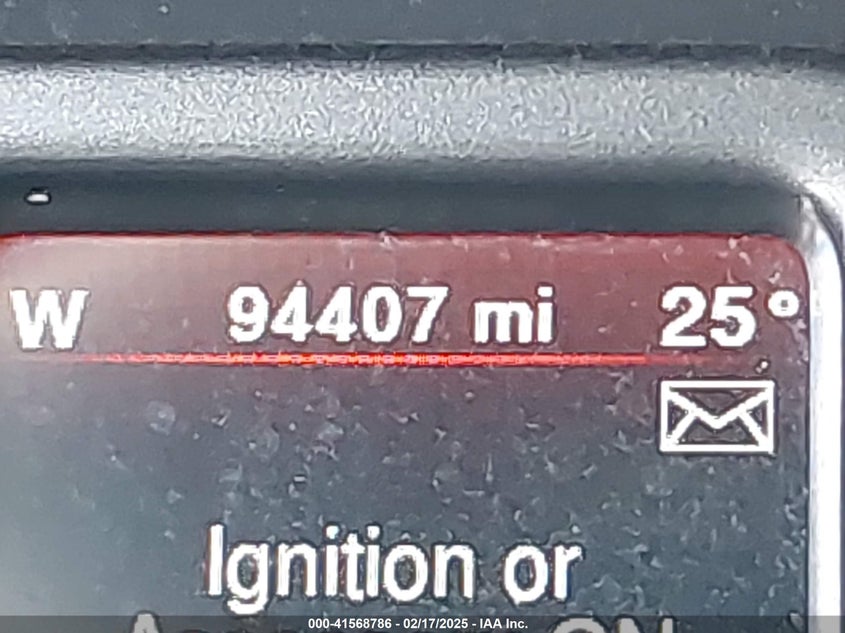 W 94407 mi 25°
Ignition or
000-41568786 - 02/17/2025 - IAA Inc.